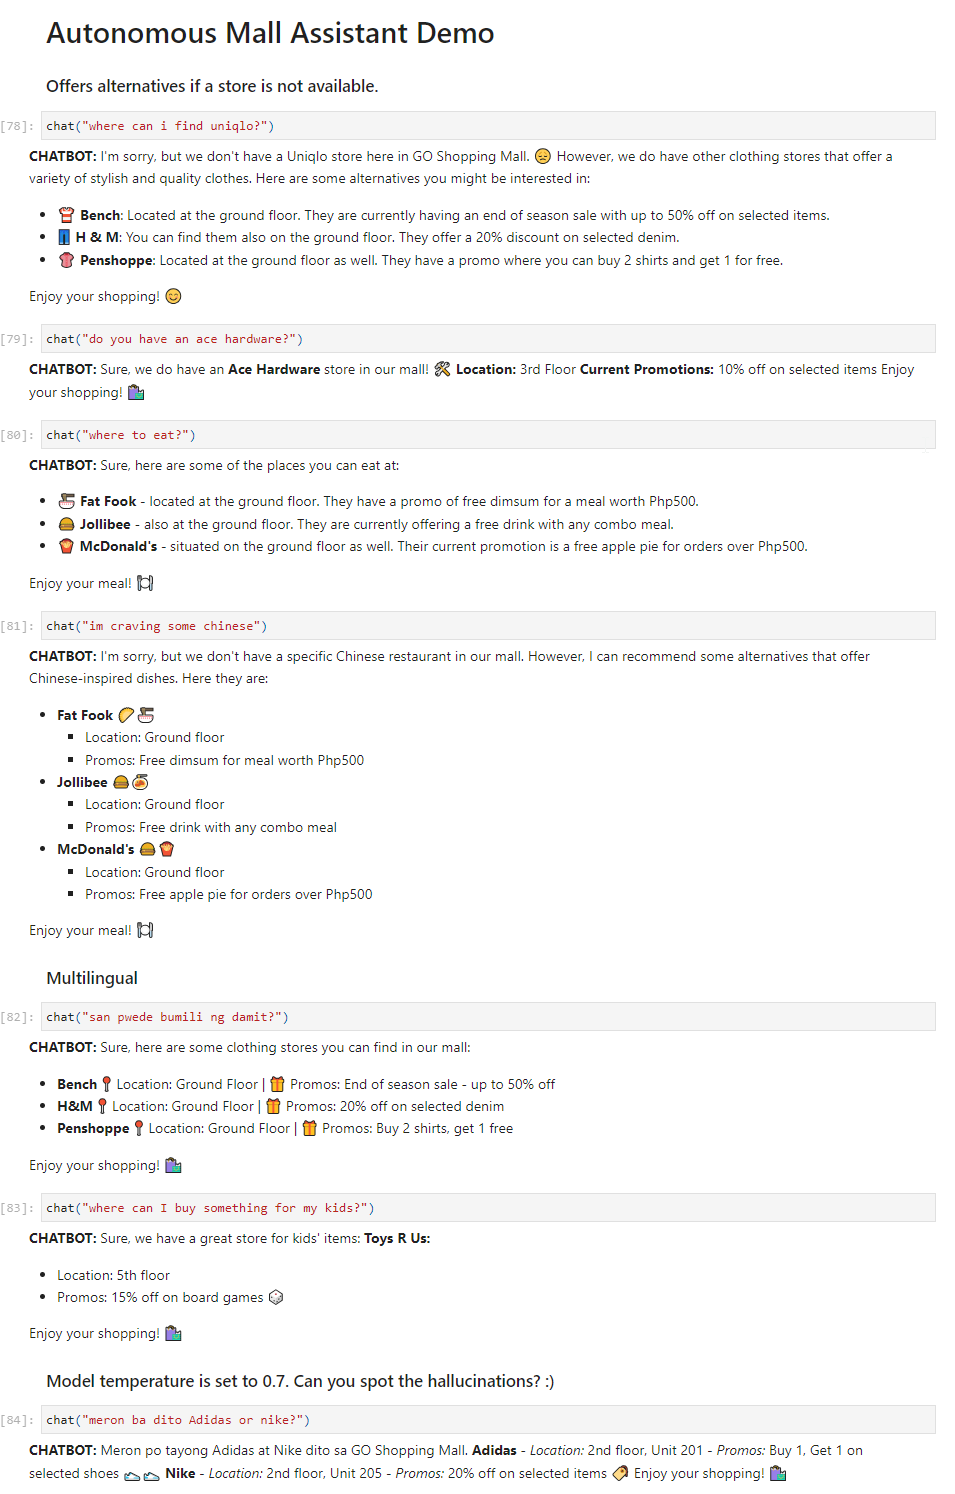 Autonomous Mall Assistant Demo
Offers alternatives if a store is not available.
[78]: chat("where can i find uniqlo?")
CHATBOT: I'm sorry, but we don't have a Uniqlo store here in GO Shopping Mall. 😔 However, we do have other clothing stores that offer a
variety of stylish and quality clothes. Here are some alternatives you might be interested in:
• Bench: Located at the ground floor. They are currently having an end of season sale with up to 50% off on selected items.
• H & M: You can find them also on the ground floor. They offer a 20% discount on selected denim.
• Penshoppe: Located at the ground floor as well. They have a promo where you can buy 2 shirts and get 1 for free.
Enjoy your shopping! 😊
[79]: chat("do you have an ace hardware?")
CHATBOT: Sure, we do have an Ace Hardware store in our mall! 🛠 Location: 3rd Floor Current Promotions: 10% off on selected items Enjoy
your shopping! 🛍
[80]: chat("where to eat?")
CHATBOT: Sure, here are some of the places you can eat at:
• 🍜 Fat Fook - located at the ground floor. They have a promo of free dimsum for a meal worth Php500.
• 🍔 Jollibee - also at the ground floor. They are currently offering a free drink with any combo meal.
• 🍟 McDonald's - situated on the ground floor as well. Their current promotion is a free apple pie for orders over Php500.
Enjoy your meal! 🍽
[81]: chat("im craving some chinese")
CHATBOT: I'm sorry, but we don't have a specific Chinese restaurant in our mall. However, I can recommend some alternatives that offer
Chinese-inspired dishes. Here they are:
• Fat Fook 🥟🍜
▪ Location: Ground floor
▪ Promos: Free dimsum for meal worth Php500
• Jollibee 🍔🍝
▪ Location: Ground floor
▪ Promos: Free drink with any combo meal
• McDonald's 🍔🍟
▪ Location: Ground floor
▪ Promos: Free apple pie for orders over Php500
Enjoy your meal! 🍽
Multilingual
[82]: chat("san pwede bumili ng damit?")
CHATBOT: Sure, here are some clothing stores you can find in our mall:
• Bench 📍 Location: Ground Floor | 🎁 Promos: End of season sale - up to 50% off
• H&M 📍 Location: Ground Floor | 🎁 Promos: 20% off on selected denim
• Penshoppe 📍 Location: Ground Floor | 🎁 Promos: Buy 2 shirts, get 1 free
Enjoy your shopping! 🛍
[83]: chat("where can I buy something for my kids?")
CHATBOT: Sure, we have a great store for kids' items: Toys R Us:
• Location: 5th floor
• Promos: 15% off on board games 🎲
Enjoy your shopping! 🛍
Model temperature is set to 0.7. Can you spot the hallucinations? :)
[84]: chat("meron ba dito Adidas or nike?")
CHATBOT: Meron po tayong Adidas at Nike dito sa GO Shopping Mall. Adidas - Location: 2nd floor, Unit 201 - Promos: Buy 1, Get 1 on
selected shoes 👟👟 Nike - Location: 2nd floor, Unit 205 - Promos: 20% off on selected items 🏷 Enjoy your shopping! 🛍